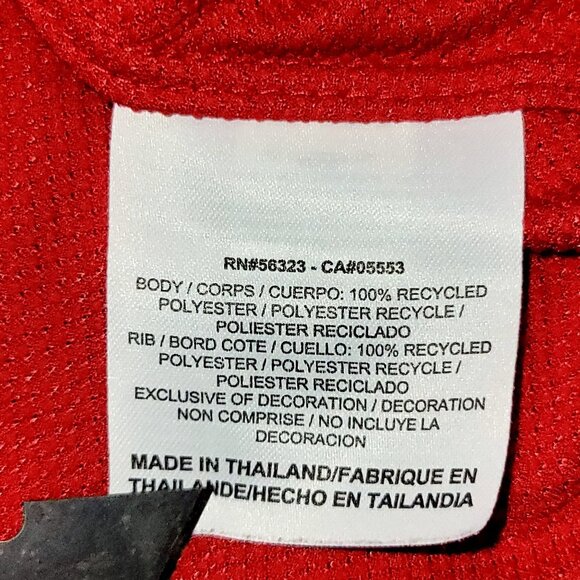 RN#56323 - CA#05553
BODY / CORPS / CUERPO: 100% RECYCLED
POLYESTER / POLYESTER RECYCLE /
POLIESTER RECICLADO
RIB / BORD COTE / CUELLO: 100% RECYCLED
POLYESTER / POLYESTER RECYCLE /
POLIESTER RECICLADO
EXCLUSIVE OF DECORATION / DECORATION
NON COMPRISE / NO INCLUYE LA
DECORACION
MADE IN THAILAND/FABRIQUE EN
THAILANDE/HECHO EN TAILANDIA